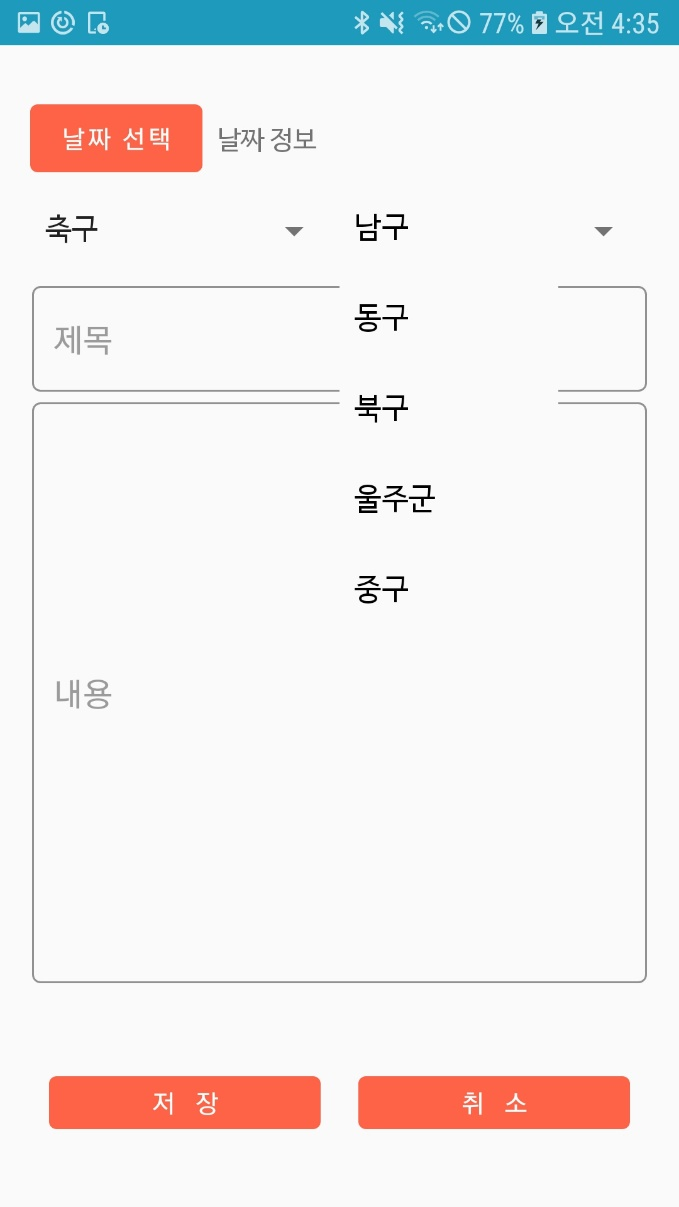 77% 오전 4:35
날짜 선택 날짜 정보
축구 남구
동구
북구
울주군
중구
제목
내용
저 장 취 소